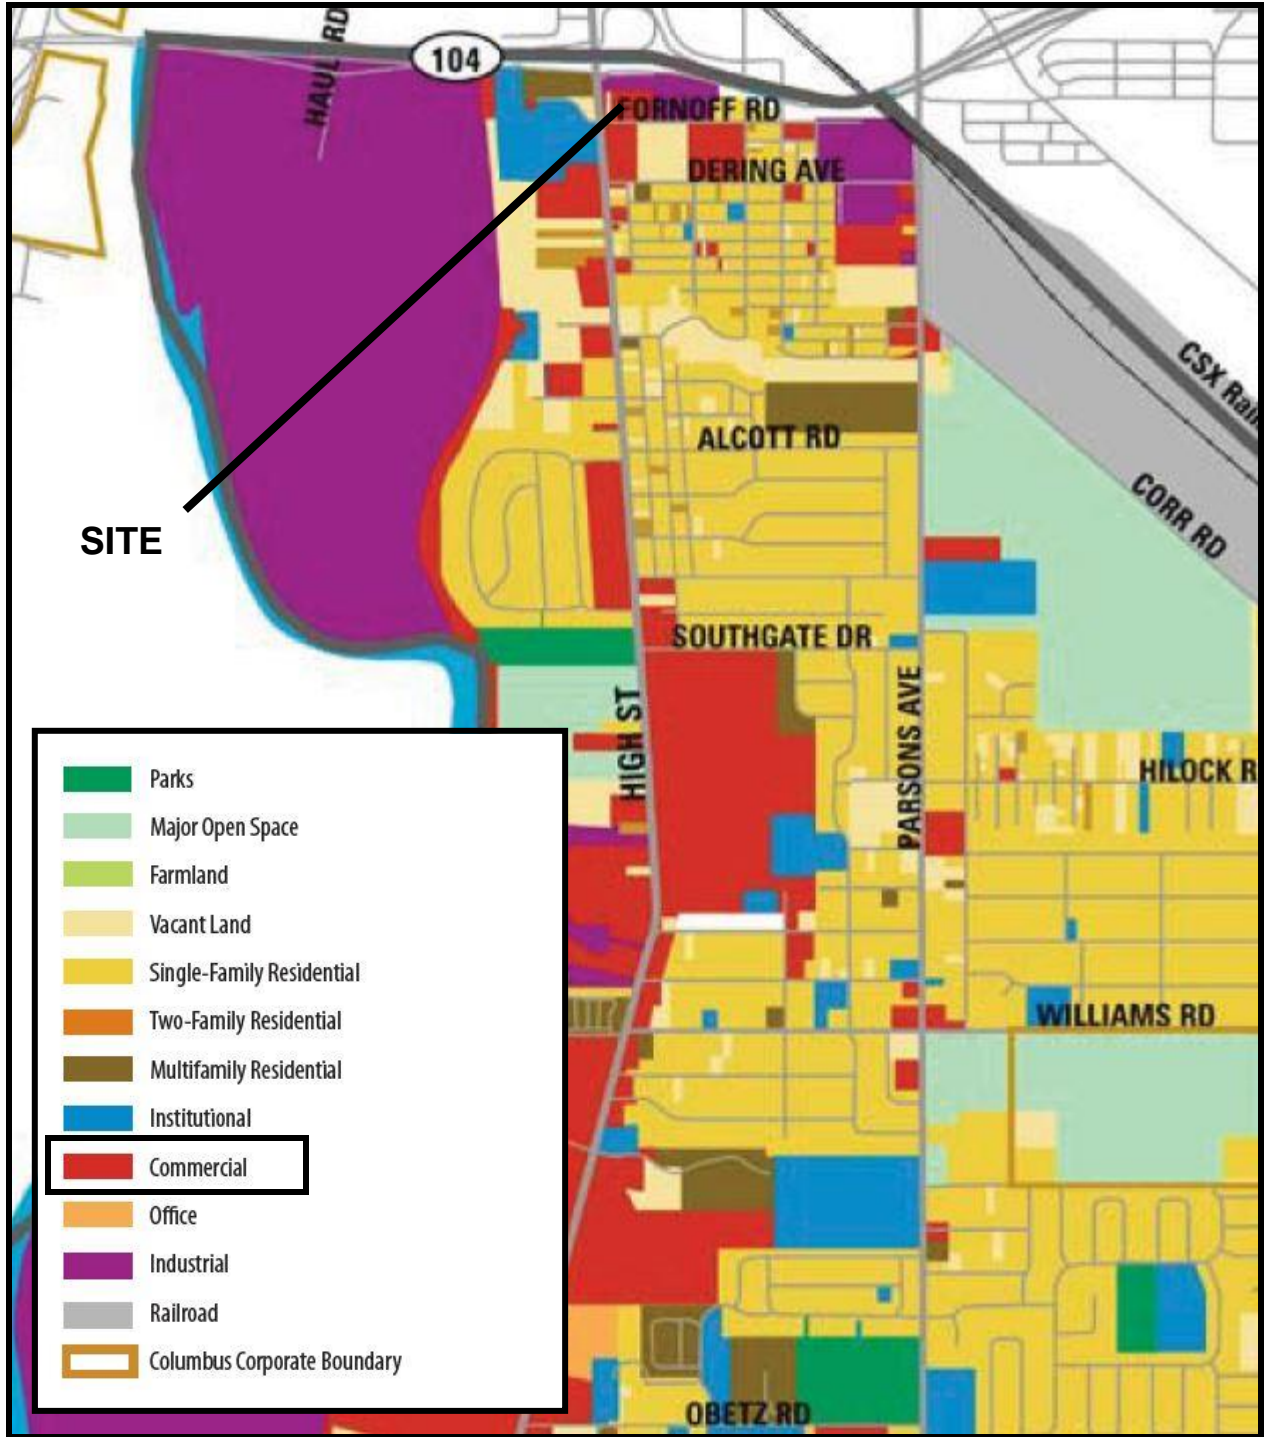 HAUL RD
104
FORNOFF RD
DERING AVE
CSX Rail
ALCOTT RD
CORR RD
SITE
SOUTHGATE DR
HIGH ST
PARSONS AVE
HILOCK R
WILLIAMS RD
OBETZ RD
Parks
Major Open Space
Farmland
Vacant Land
Single-Family Residential
Two-Family Residential
Multifamily Residential
Institutional
Commercial
Office
Industrial
Railroad
Columbus Corporate Boundary